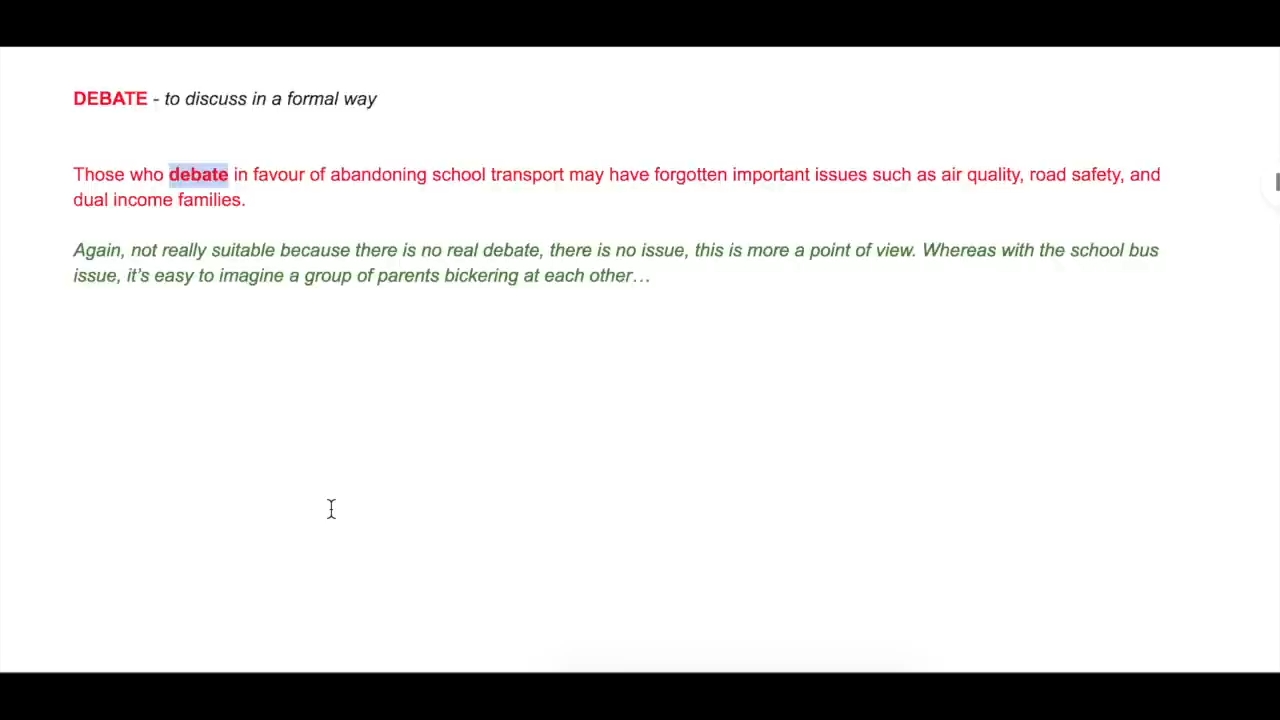 DEBATE - to discuss in a formal way
Those who debate in favour of abandoning school transport may have forgotten important issues such as air quality, road safety, and
dual income families.
Again, not really suitable because there is no real debate, there is no issue, this is more a point of view. Whereas with the school bus
issue, it’s easy to imagine a group of parents bickering at each other…